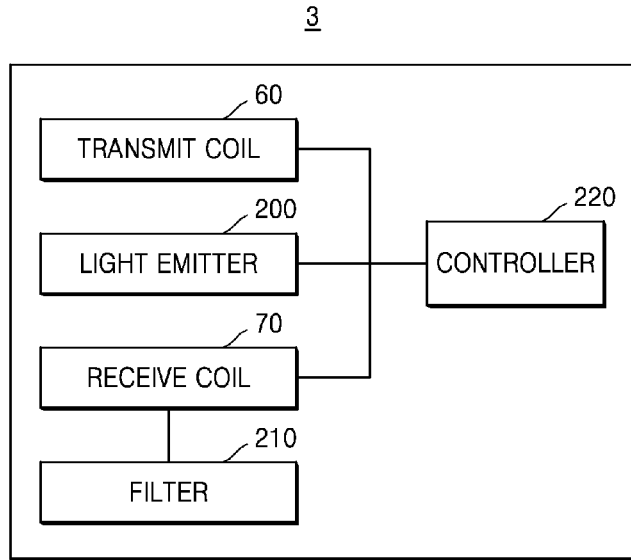 3
60
TRANSMIT COIL
200
LIGHT EMITTER
220
CONTROLLER
70
RECEIVE COIL
210
FILTER